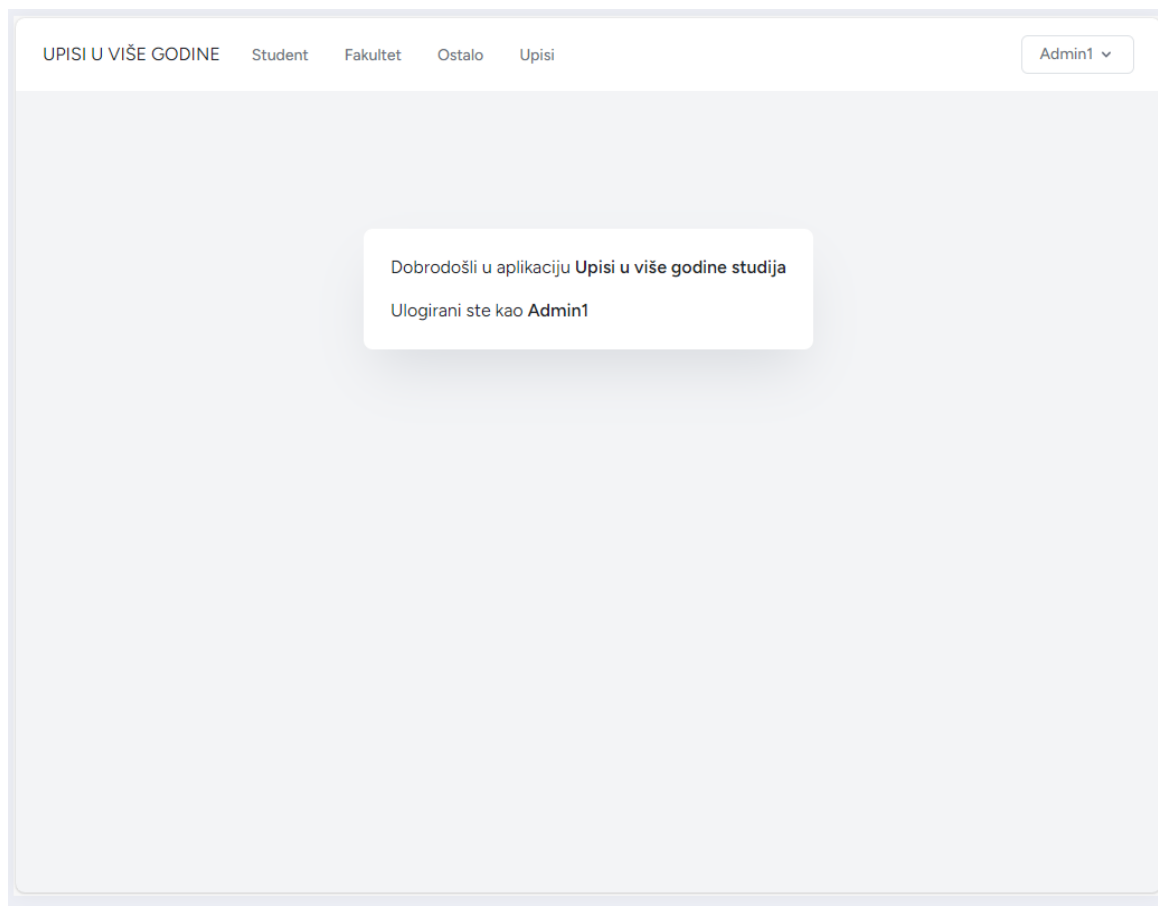 UPISI U VIŠE GODINE Student Fakultet Ostalo Upisi Admin1
Dobrodošli u aplikaciju Upisi u više godine studija
Ulogirani ste kao Admin1